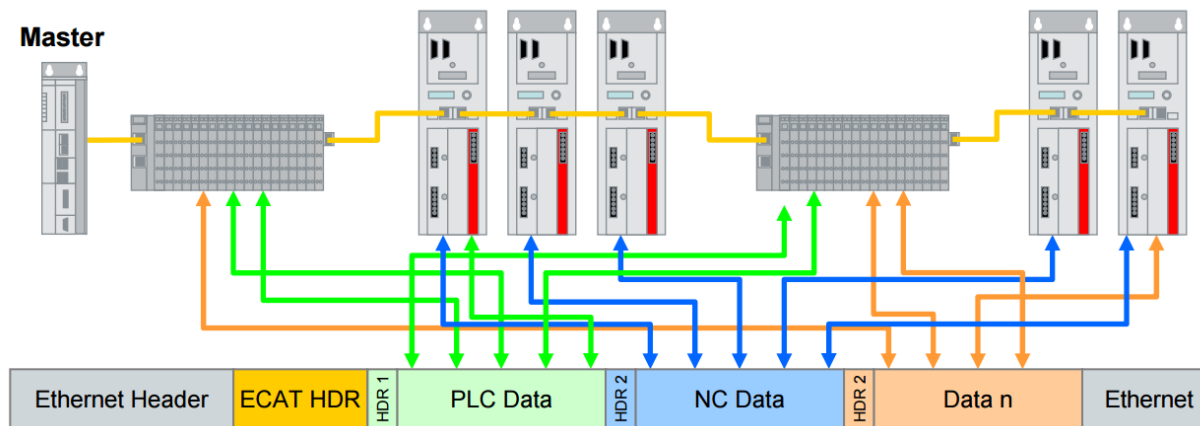 Master
Ethernet Header
ECAT HDR
HDR 1
PLC Data
HDR 2
NC Data
HDR 2
Data n
Ethernet